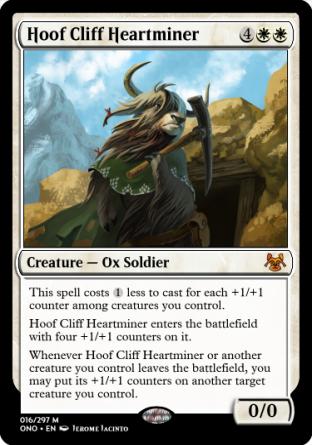 Hoof Cliff Heartminer 4
Creature — Ox Soldier
This spell costs 1 less to cast for each +1/+1
counter among creatures you control.
Hoof Cliff Heartminer enters the battlefield
with four +1/+1 counters on it.
Whenever Hoof Cliff Heartminer or another
creature you control leaves the battlefield, you
may put its +1/+1 counters on another target
creature you control.
0/0
016/297 M
ONO • EN Jerome Jacinto